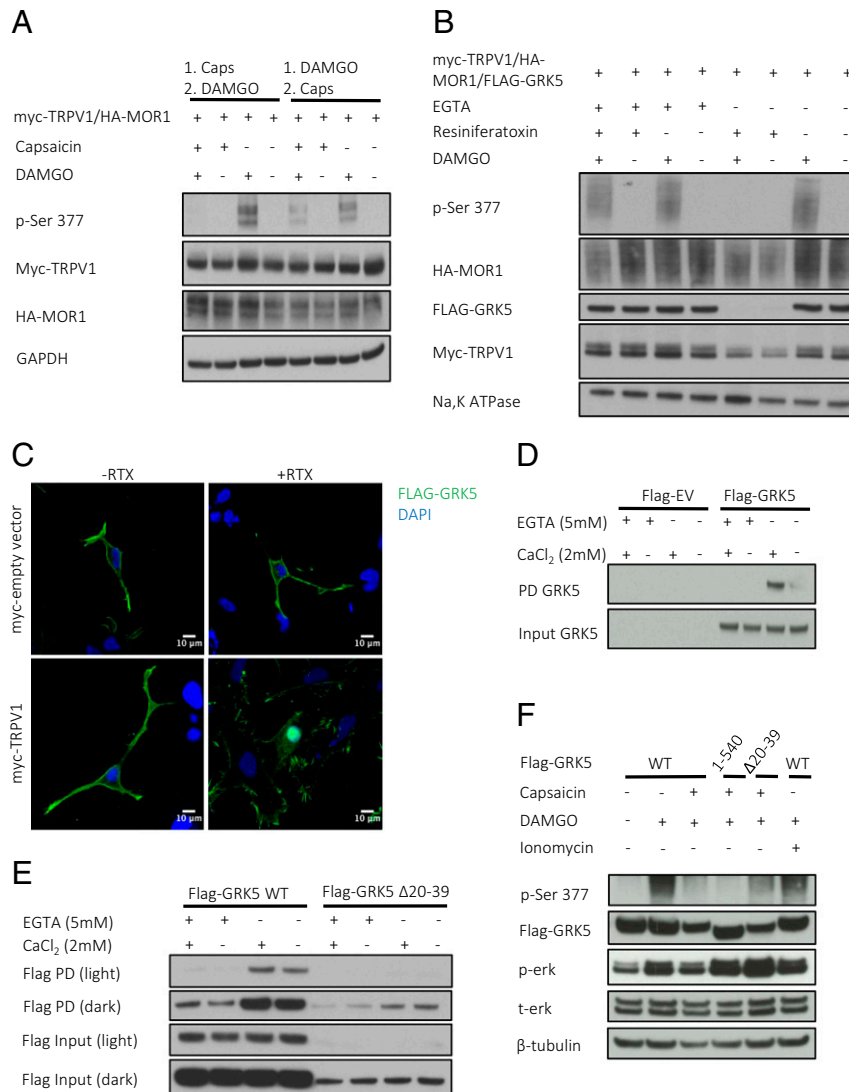 A
1. Caps 1. DAMGO
2. DAMGO 2. Caps
myc-TRPV1/HA-MOR1 + + + + + + + +
Capsaicin + + - - + + - -
DAMGO + - + - + - + -
p-Ser 377
Myc-TRPV1
HA-MOR1
GAPDH
B
myc-TRPV1/HA-
MOR1/FLAG-GRK5 + + + + + + + +
EGTA + + + + - - - -
Resiniferatoxin + + - - + + - -
DAMGO + - + - + - + -
p-Ser 377
HA-MOR1
FLAG-GRK5
Myc-TRPV1
Na,K ATPase
C
-RTX +RTX
FLAG-GRK5
DAPI
myc-empty vector
10 µm 10 µm
myc-TRPV1
10 µm 10 µm
D
Flag-EV Flag-GRK5
EGTA (5mM) + + - - + + - -
CaCl₂ (2mM) + - + - + - + -
PD GRK5
Input GRK5
E
Flag-GRK5 WT Flag-GRK5 Δ20-39
EGTA (5mM) + + - - + + - -
CaCl₂ (2mM) + - + - + - + -
Flag PD (light)
Flag PD (dark)
Flag Input (light)
Flag Input (dark)
F
Flag-GRK5 WT 1-540 Δ20-39 WT
Capsaicin - - + + + -
DAMGO - + + + + +
Ionomycin - - - - - +
p-Ser 377
Flag-GRK5
p-erk
t-erk
β-tubulin